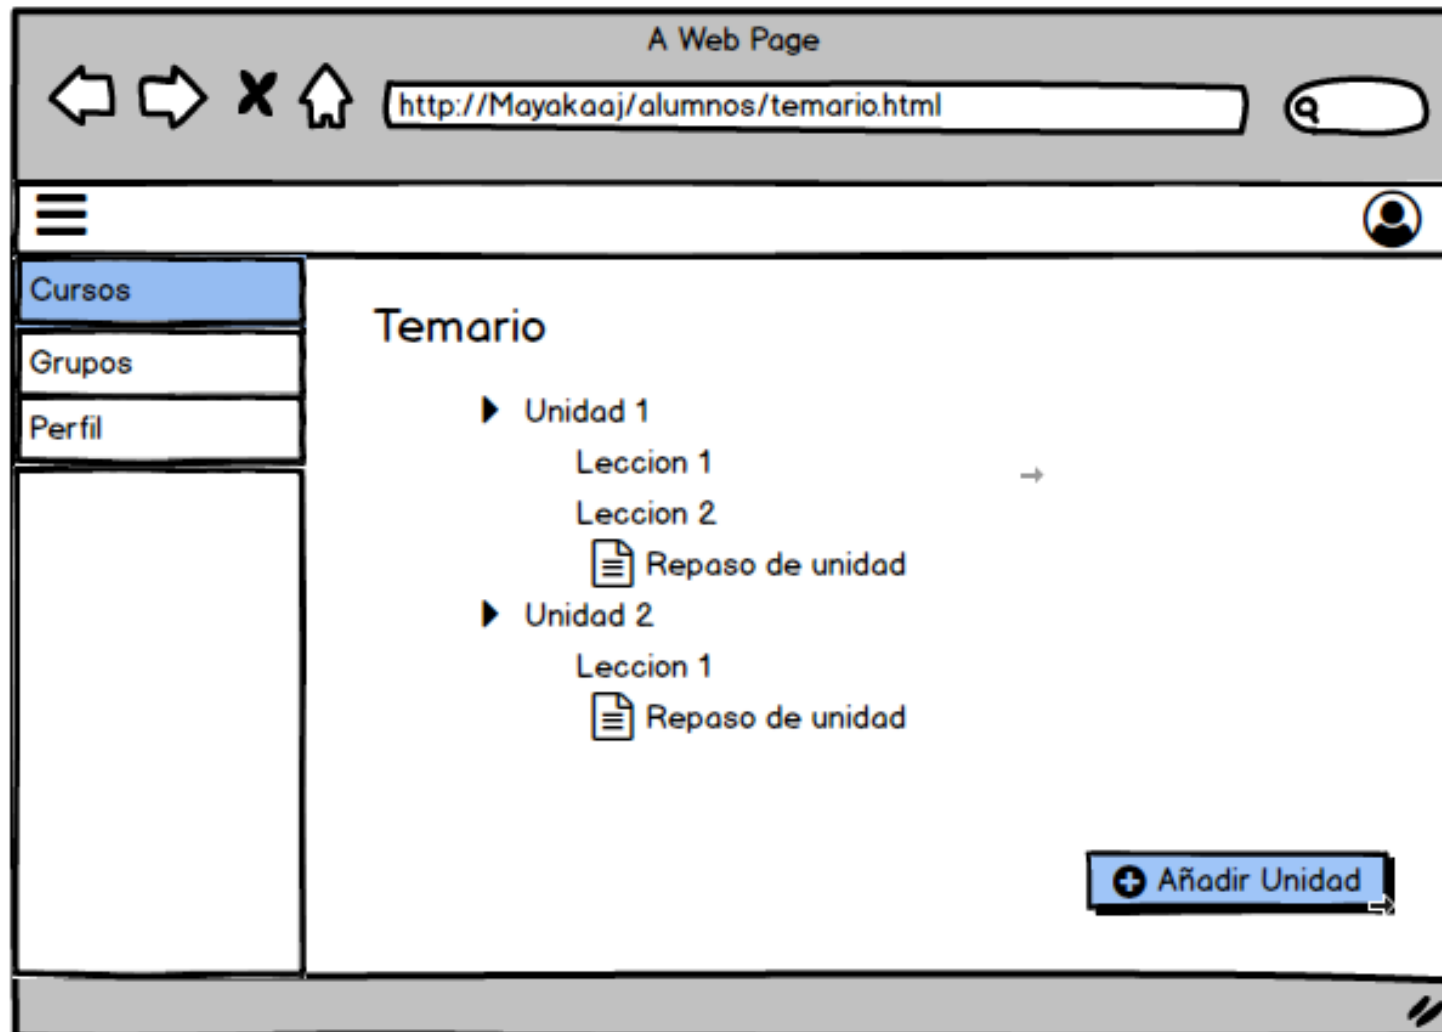 A Web Page
http://Mayakaaj/alumnos/temario.html
Cursos
Grupos
Perfil
Temario
Unidad 1
Leccion 1
Leccion 2
Repaso de unidad
Unidad 2
Leccion 1
Repaso de unidad
Añadir Unidad